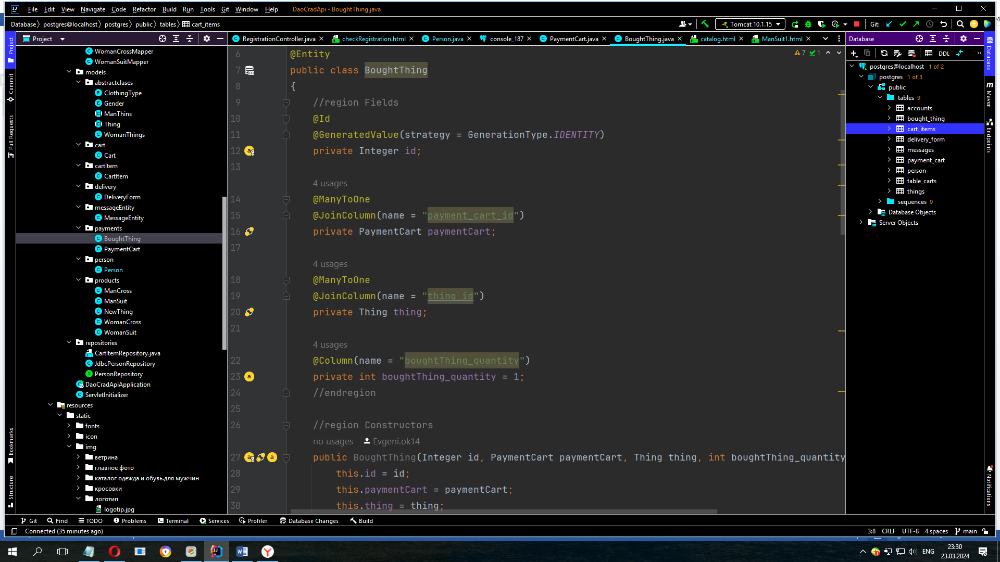 File Edit View Navigate Code Refactor Build Run Tools Git Window Help DaoCradApi - BoughtThing.java
Database postgres@localhost postgres public tables cart_items
Tomcat 10.1.15
Git:
Project
RegistrationController.java
checkRegistration.html
Person.java
console_187
PaymentCart.java
BoughtThing.java
catalog.html
ManSuit1.html
Database
Project
Commit
Pull Requests
Bookmarks
Structure
WomanCrossMapper
WomanSuitMapper
models
abstractclases
ClothingType
Gender
ManThins
Thing
WomanThings
cart
Cart
cartItem
CartItem
delivery
DeliveryForm
messageEntity
MessageEntity
payments
BoughtThing
PaymentCart
person
Person
products
ManCross
ManSuit
NewThing
WomanCross
WomanSuit
repositories
CartItemRepository.java
JdbcPersonRepository
PersonRepository
DaoCradApiApplication
ServletInitializer
resources
static
fonts
icon
img
ветрина
главное фото
каталог одежда и обувь.для мужчин
кросовки
логотип
logotip.jpg
7 1
6 @Entity
7 public class BoughtThing
8 {
9 //region Fields
10 @Id
11 @GeneratedValue(strategy = GenerationType.IDENTITY)
12 private Integer id;
13
4 usages
14 @ManyToOne
15 @JoinColumn(name = "payment_cart_id")
16 private PaymentCart paymentCart;
17
4 usages
18 @ManyToOne
19 @JoinColumn(name = "thing_id")
20 private Thing thing;
21
4 usages
22 @Column(name = "boughtThing_quantity")
23 private int boughtThing_quantity = 1;
24 //endregion
25
26 //region Constructors
no usages Evgeni.ok14
27 public BoughtThing(Integer id, PaymentCart paymentCart, Thing thing, int boughtThing_quantity
28 this.id = id;
29 this.paymentCart = paymentCart;
30 this.thing = thing;
DDL
postgres@localhost 1 of 2
postgres 1 of 3
public
tables 9
accounts
bought_thing
cart_items
delivery_form
messages
payment_cart
person
table_carts
things
sequences 9
Database Objects
Server Objects
Database
Maven
Endpoints
Notifications
Git Find TODO Problems Terminal Services Profiler Database Changes Build
Connected (35 minutes ago)
3:8 CRLF UTF-8 4 spaces main
ENG
23:30
23.03.2024